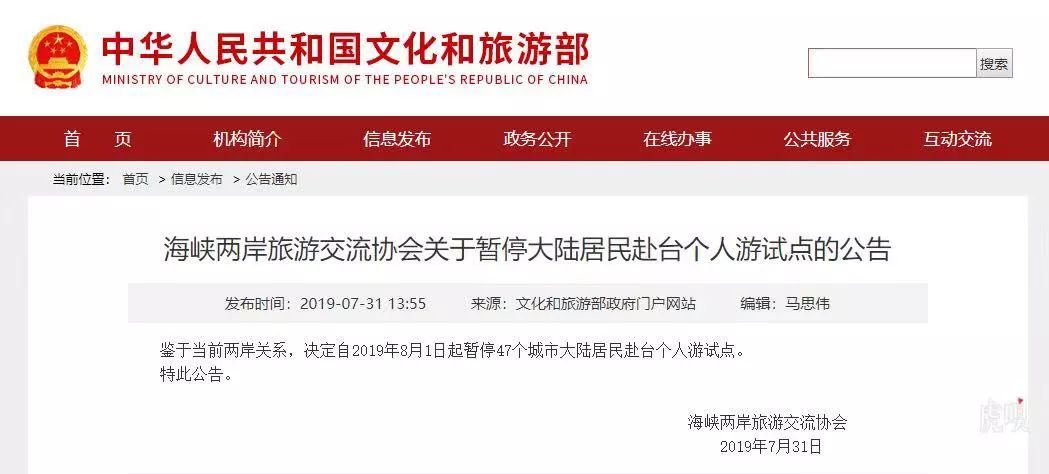 中华人民共和国文化和旅游部
MINISTRY OF CULTURE AND TOURISM OF THE PEOPLE'S REPUBLIC OF CHINA
搜索
首 页 机构简介 信息发布 政务公开 在线办事 公共服务 互动交流
当前位置: 首页 > 信息发布 > 公告通知
海峡两岸旅游交流协会关于暂停大陆居民赴台个人游试点的公告
发布时间: 2019-07-31 13:55 来源: 文化和旅游部政府门户网站 编辑: 马思伟
鉴于当前两岸关系，决定自2019年8月1日起暂停47个城市大陆居民赴台个人游试点。
特此公告。
海峡两岸旅游交流协会
2019年7月31日
虎嗅